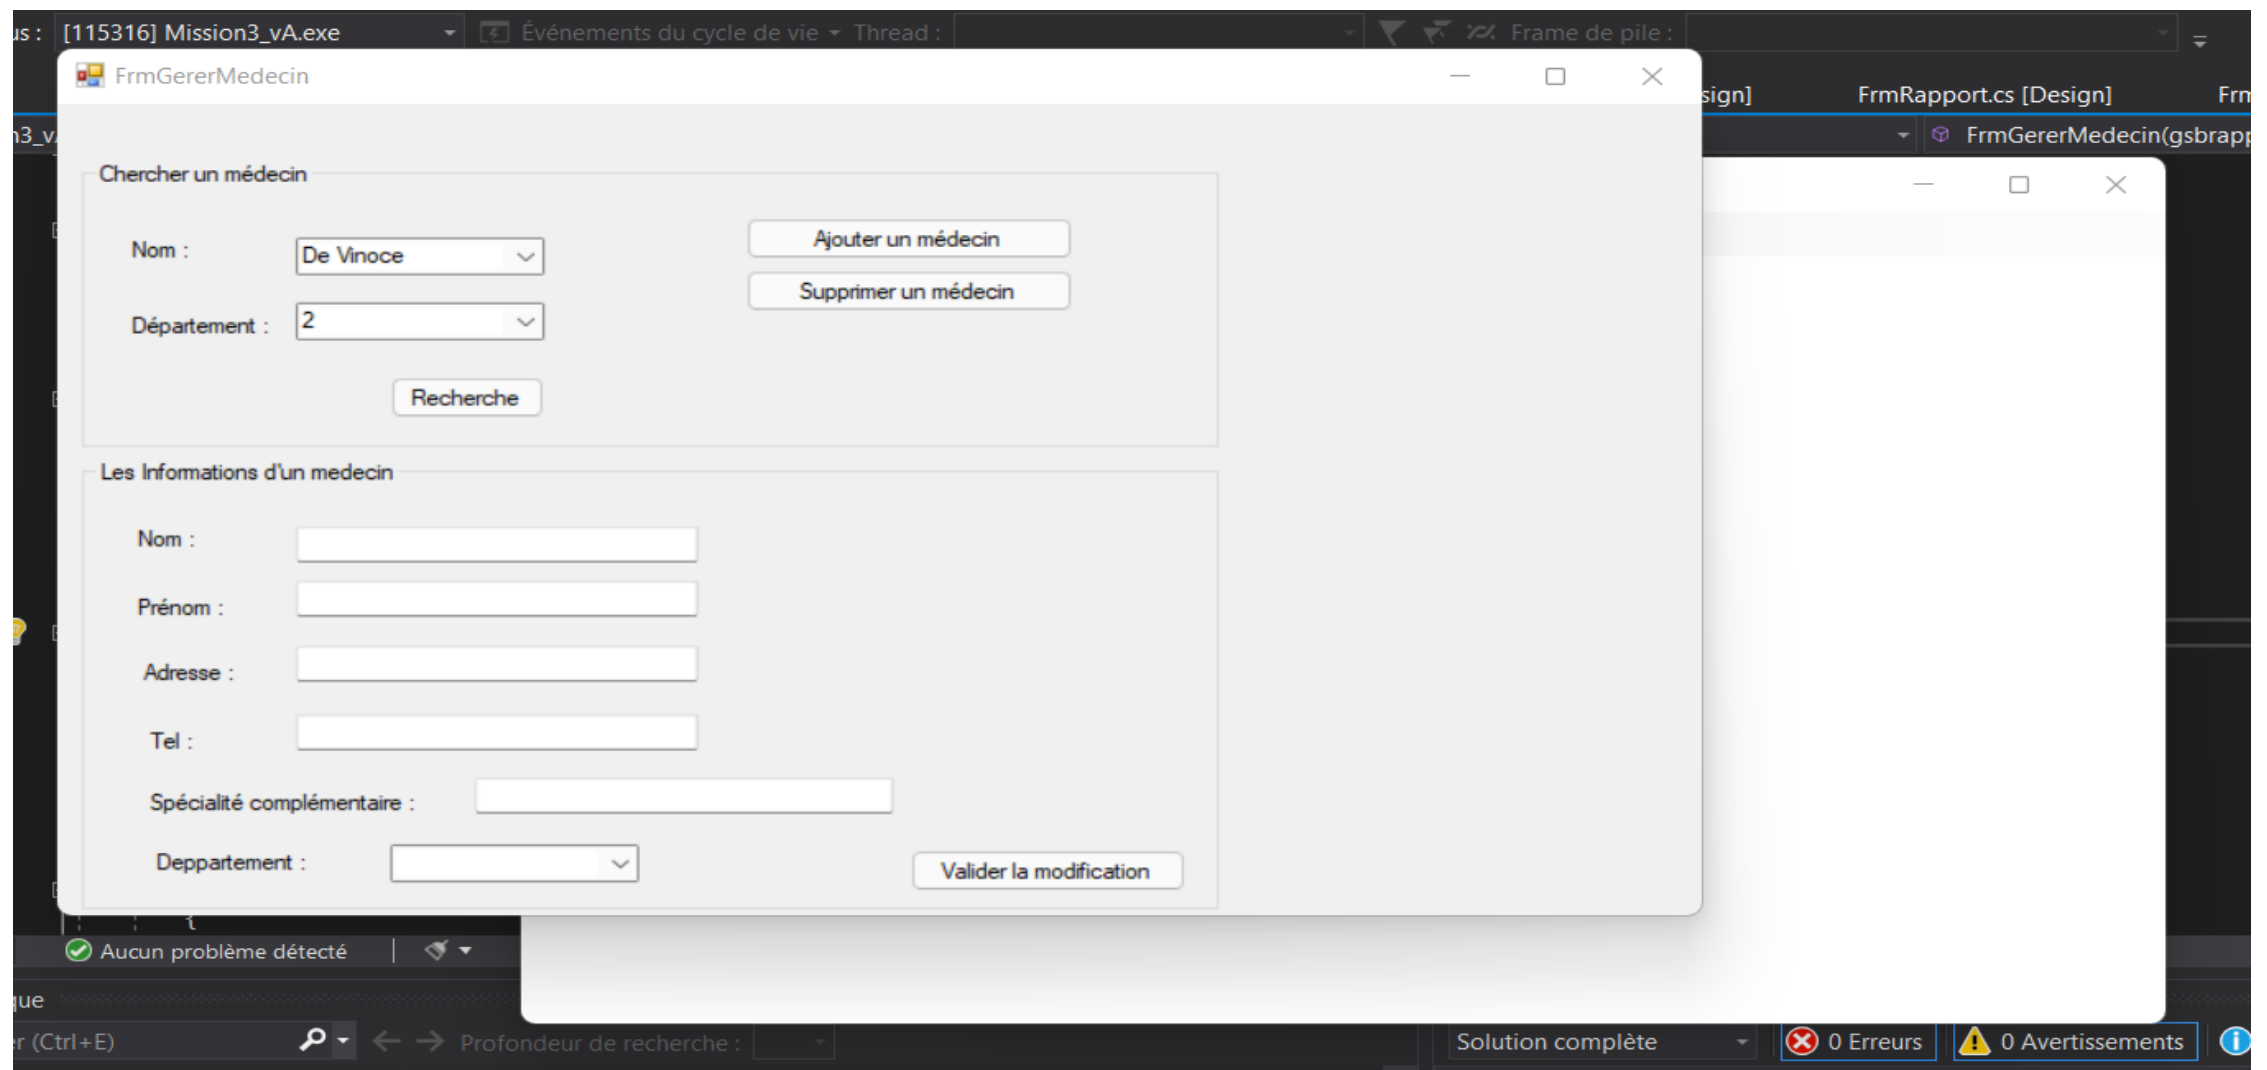 us : [115316] Mission3_vA.exe Événements du cycle de vie Thread : Frame de pile :
FrmGererMedecin
sign] FrmRapport.cs [Design] Frm
n3_vA FrmGererMedecin(gsbrapp
Chercher un médecin
Nom : De Vinoce Ajouter un médecin
Supprimer un médecin
Département : 2
Recherche
Les Informations d'un medecin
Nom :
Prénom :
Adresse :
Tel :
Spécialité complémentaire :
Deppartement : Valider la modification
{
Aucun problème détecté
que
r (Ctrl+E) Profondeur de recherche : Solution complète 0 Erreurs 0 Avertissements